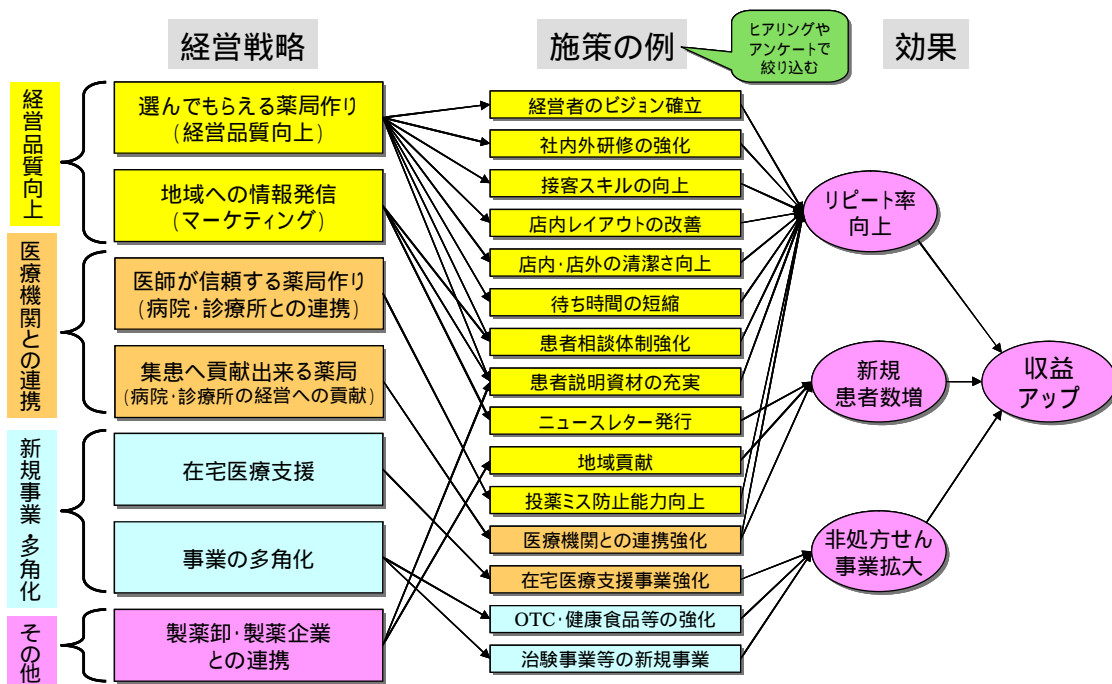 経営戦略
施策の例
ヒアリングや
アンケートで
絞り込む
効果
経営品質向上
選んでもらえる薬局作り
(経営品質向上)
地域への情報発信
(マーケティング)
医療機関との連携
医師が信頼する薬局作り
(病院・診療所との連携)
集患へ貢献出来る薬局
(病院・診療所の経営への貢献)
新規事業・多角化
在宅医療支援
事業の多角化
その他
製薬卸・製薬企業
との連携
経営者のビジョン確立
社内外研修の強化
接客スキルの向上
店内レイアウトの改善
店内・店外の清潔さ向上
待ち時間の短縮
患者相談体制強化
患者説明資材の充実
ニュースレター発行
地域貢献
投薬ミス防止能力向上
医療機関との連携強化
在宅医療支援事業強化
OTC・健康食品等の強化
治験事業等の新規事業
リピート率
向上
新規
患者数増
非処方せん
事業拡大
収益
アップ